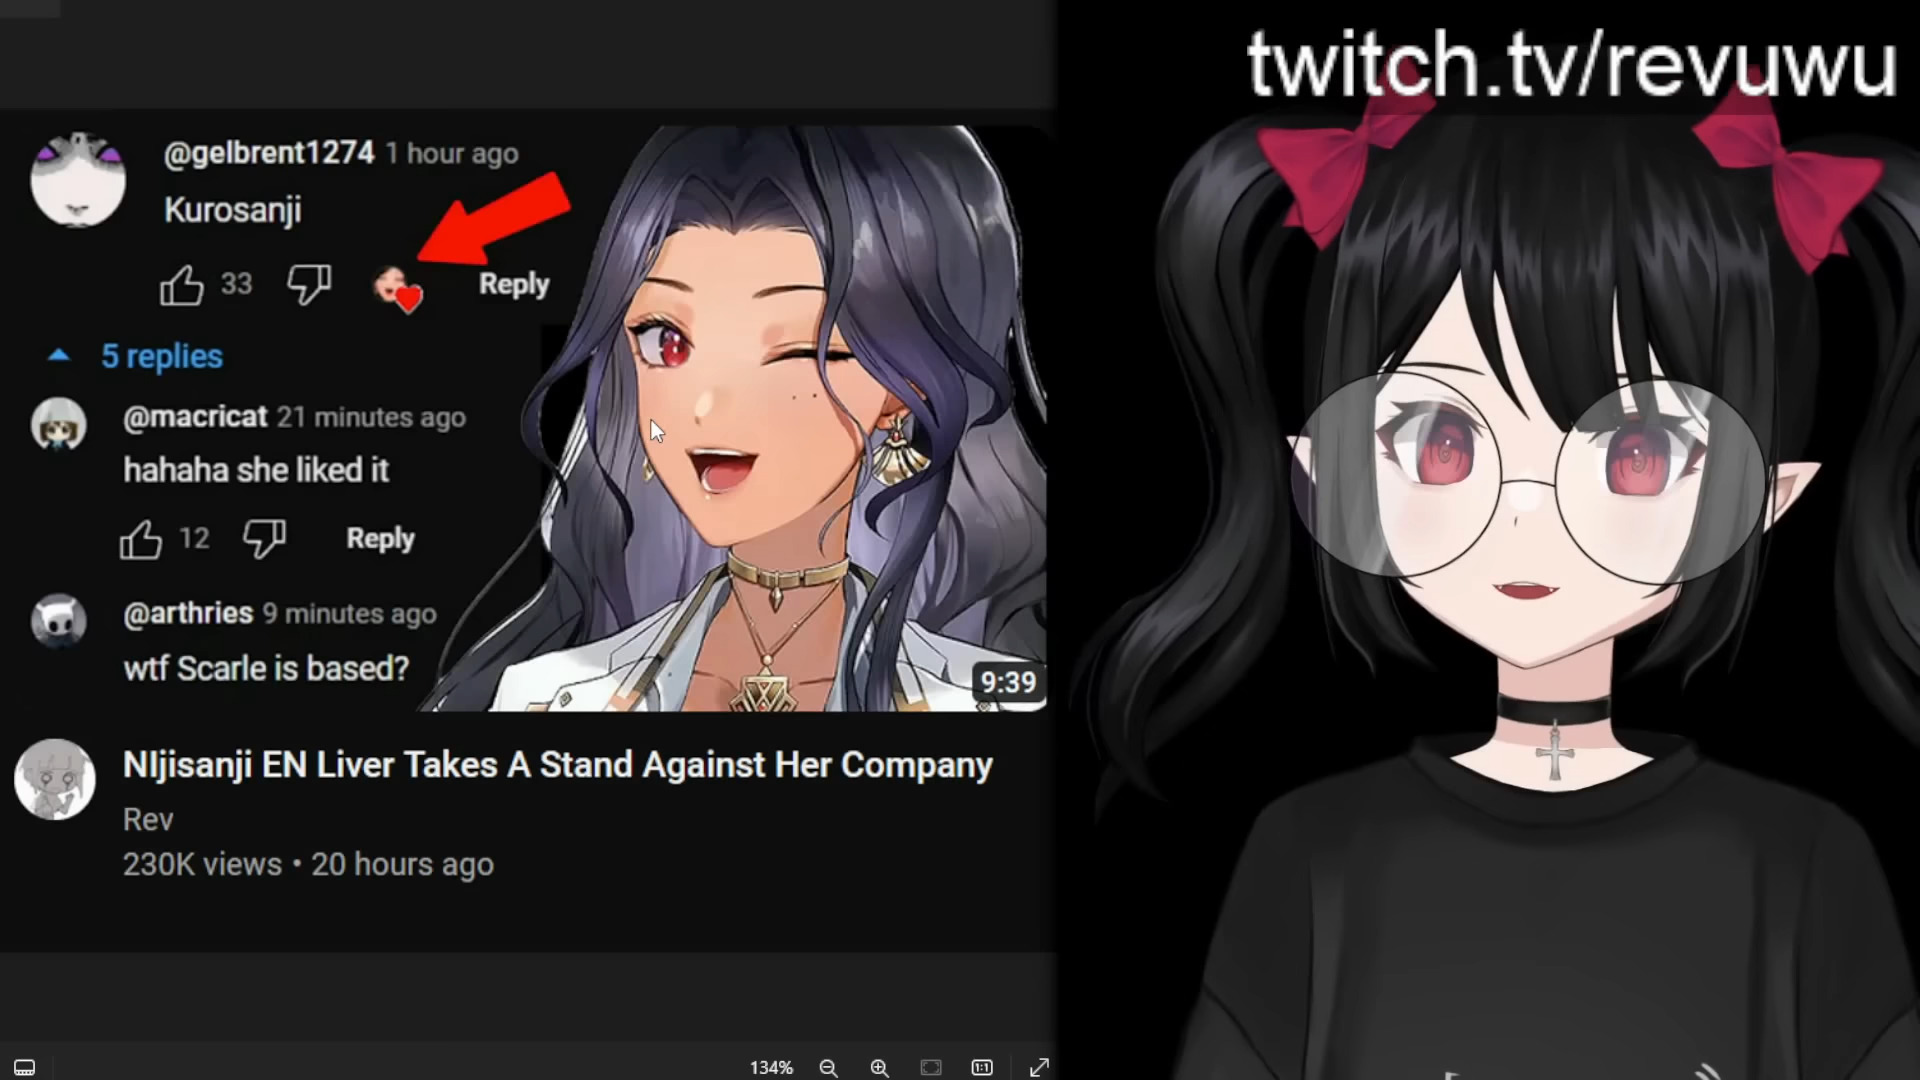 twitch.tv/revuwu
@gelbrent1274 1 hour ago
Kurosanji
33
Reply
5 replies
@macricat 21 minutes ago
hahaha she liked it
12
Reply
@arthries 9 minutes ago
wtf Scarle is based?
9:39
NIjisanji EN Liver Takes A Stand Against Her Company
Rev
230K views • 20 hours ago
134%
1:1